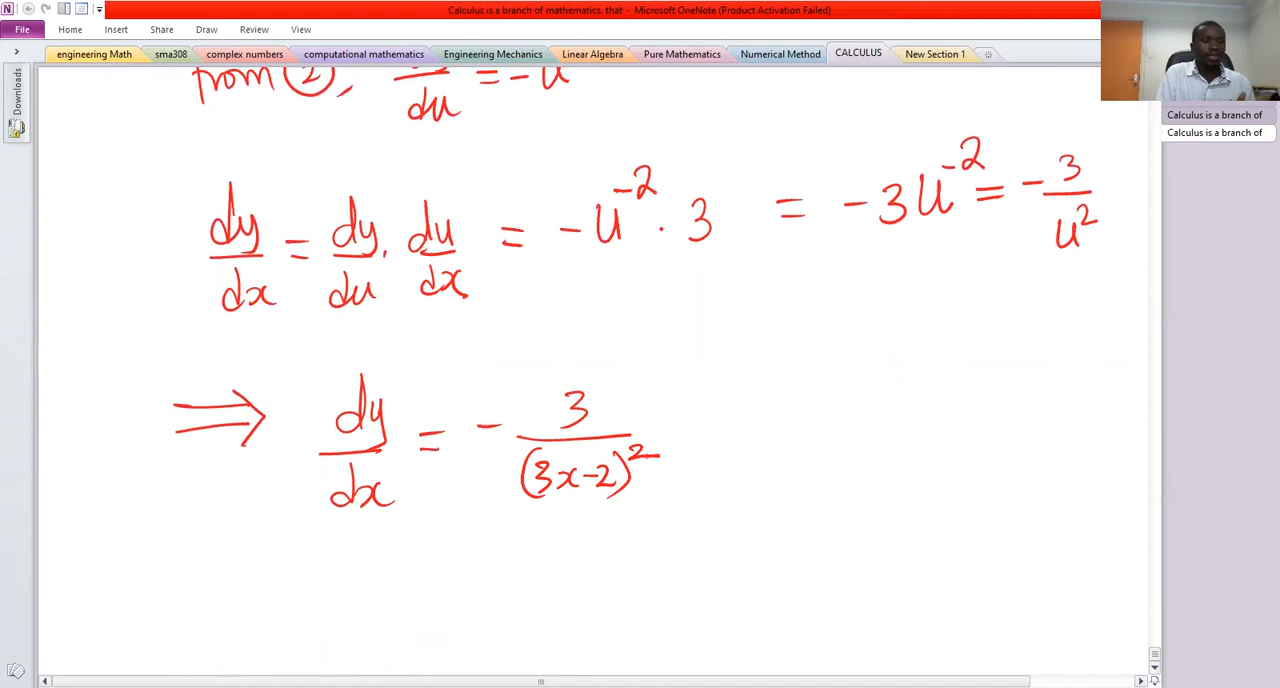 Calculus is a branch of mathematics. that - Microsoft OneNote (Product Activation Failed)
File Home Insert Share Draw Review View
engineering Math sma308 complex numbers computational mathematics Engineering Mechanics Linear Algebra Pure Mathematics Numerical Method CALCULUS New Section 1
Downloads
Calculus is a branch of
Calculus is a branch of
from (2), /du = -u
dy/dx = dy/du . du/dx = -u^-2 . 3 = -3u^-2 = -3/u^2
⟹ dy/dx = -3/(3x-2)^2